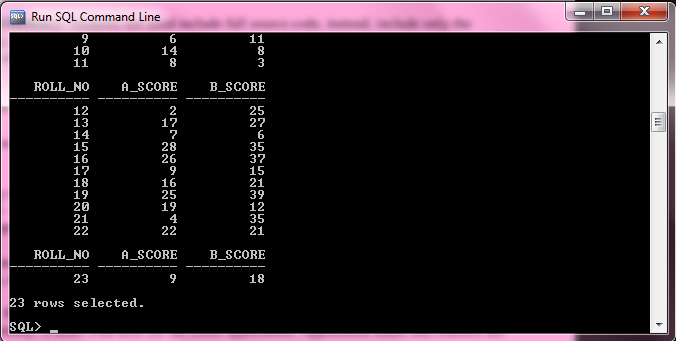 Run SQL Command Line
9 6 11
10 14 8
11 8 3
ROLL_NO A_SCORE B_SCORE
---------- ---------- ----------
12 2 25
13 17 27
14 7 6
15 28 35
16 26 37
17 9 15
18 16 21
19 25 39
20 19 12
21 4 35
22 22 21
ROLL_NO A_SCORE B_SCORE
---------- ---------- ----------
23 9 18
23 rows selected.
SQL> _